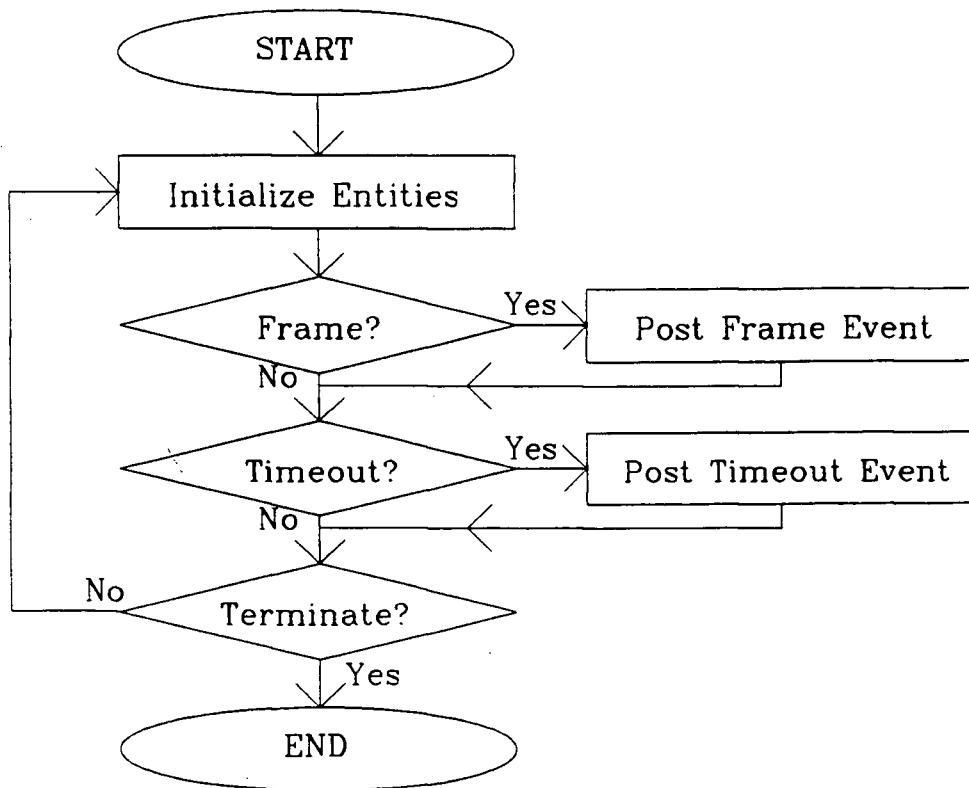 START
Initialize Entities
Frame?
Yes
Post Frame Event
No
Timeout?
Yes
Post Timeout Event
No
Terminate?
No
Yes
END